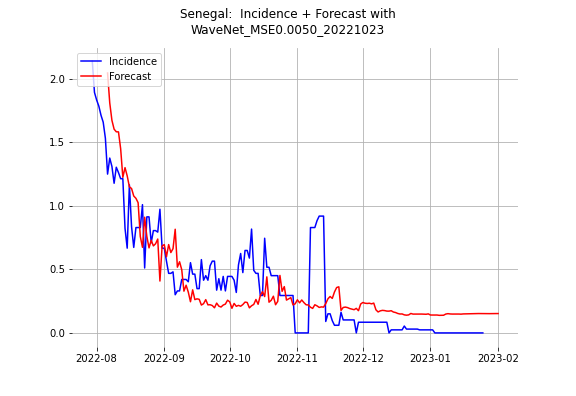 Senegal:  Incidence + Forecast with
WaveNet_MSE0.0050_20221023
Incidence
Forecast
2.0
1.5
1.0
0.5
0.0
2022-08 2022-09 2022-10 2022-11 2022-12 2023-01 2023-02